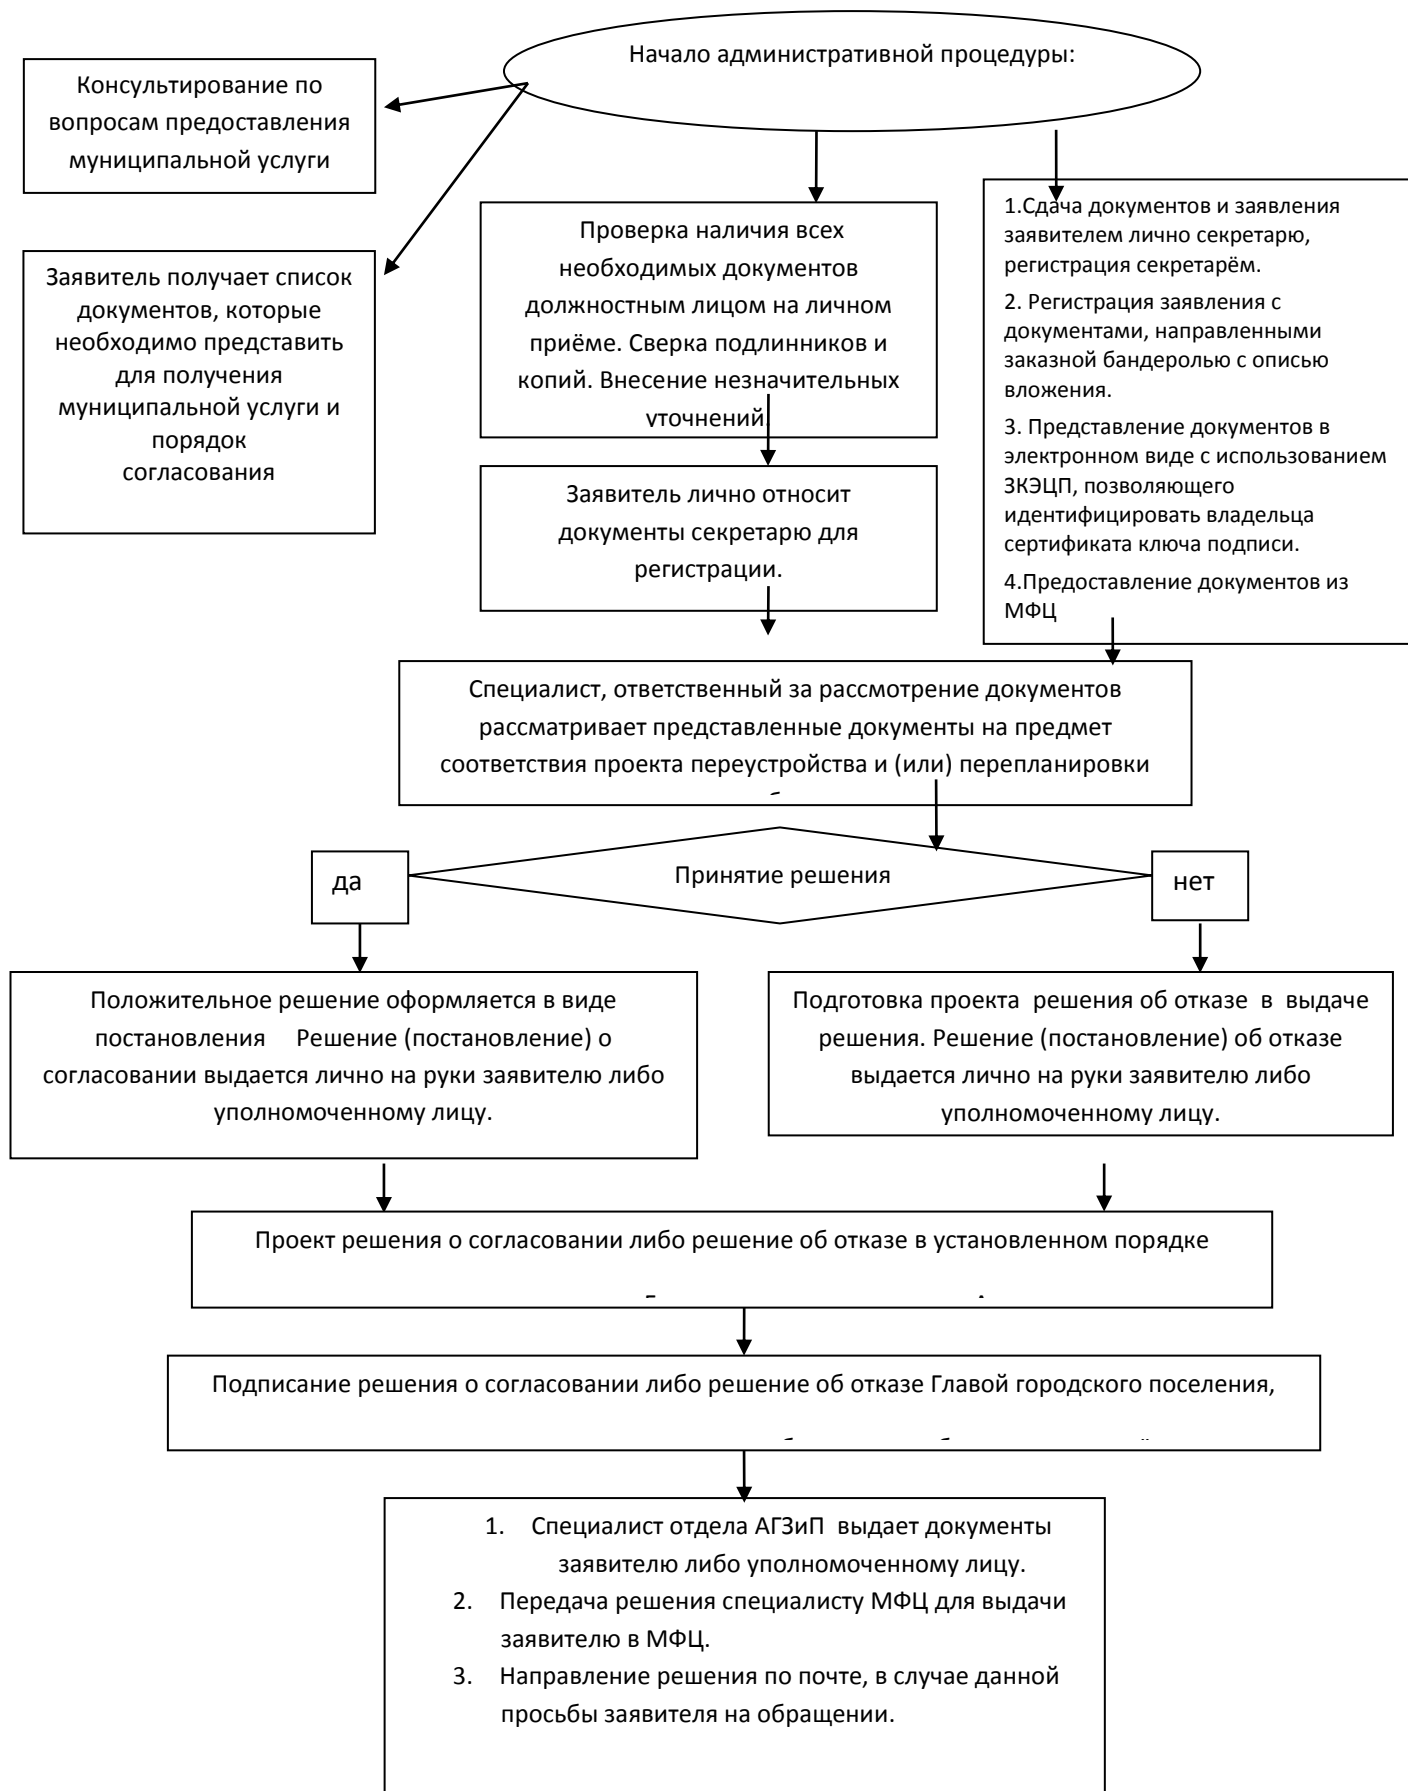 Начало административной процедуры:
Консультирование по
вопросам предоставления
муниципальной услуги
Заявитель получает список
документов, которые
необходимо представить
для получения
муниципальной услуги и
порядок
согласования
Проверка наличия всех
необходимых документов
должностным лицом на личном
приёме. Сверка подлинников и
копий. Внесение незначительных
уточнений.
Заявитель лично относит
документы секретарю для
регистрации.
1.Сдача документов и заявления
заявителем лично секретарю,
регистрация секретарём.
2. Регистрация заявления с
документами, направленными
заказной бандеролью с описью
вложения.
3. Представление документов в
электронном виде с использованием
ЗКЭЦП, позволяющего
идентифицировать владельца
сертификата ключа подписи.
4.Предоставление документов из
МФЦ
Специалист, ответственный за рассмотрение документов
рассматривает представленные документы на предмет
соответствия проекта переустройства и (или) перепланировки
да
Принятие решения
нет
Положительное решение оформляется в виде
постановления Решение (постановление) о
согласовании выдается лично на руки заявителю либо
уполномоченному лицу.
Подготовка проекта решения об отказе в выдаче
решения. Решение (постановление) об отказе
выдается лично на руки заявителю либо
уполномоченному лицу.
Проект решения о согласовании либо решение об отказе в установленном порядке
Подписание решения о согласовании либо решение об отказе Главой городского поселения,
1. Специалист отдела АГЗиП выдает документы
заявителю либо уполномоченному лицу.
2. Передача решения специалисту МФЦ для выдачи
заявителю в МФЦ.
3. Направление решения по почте, в случае данной
просьбы заявителя на обращении.